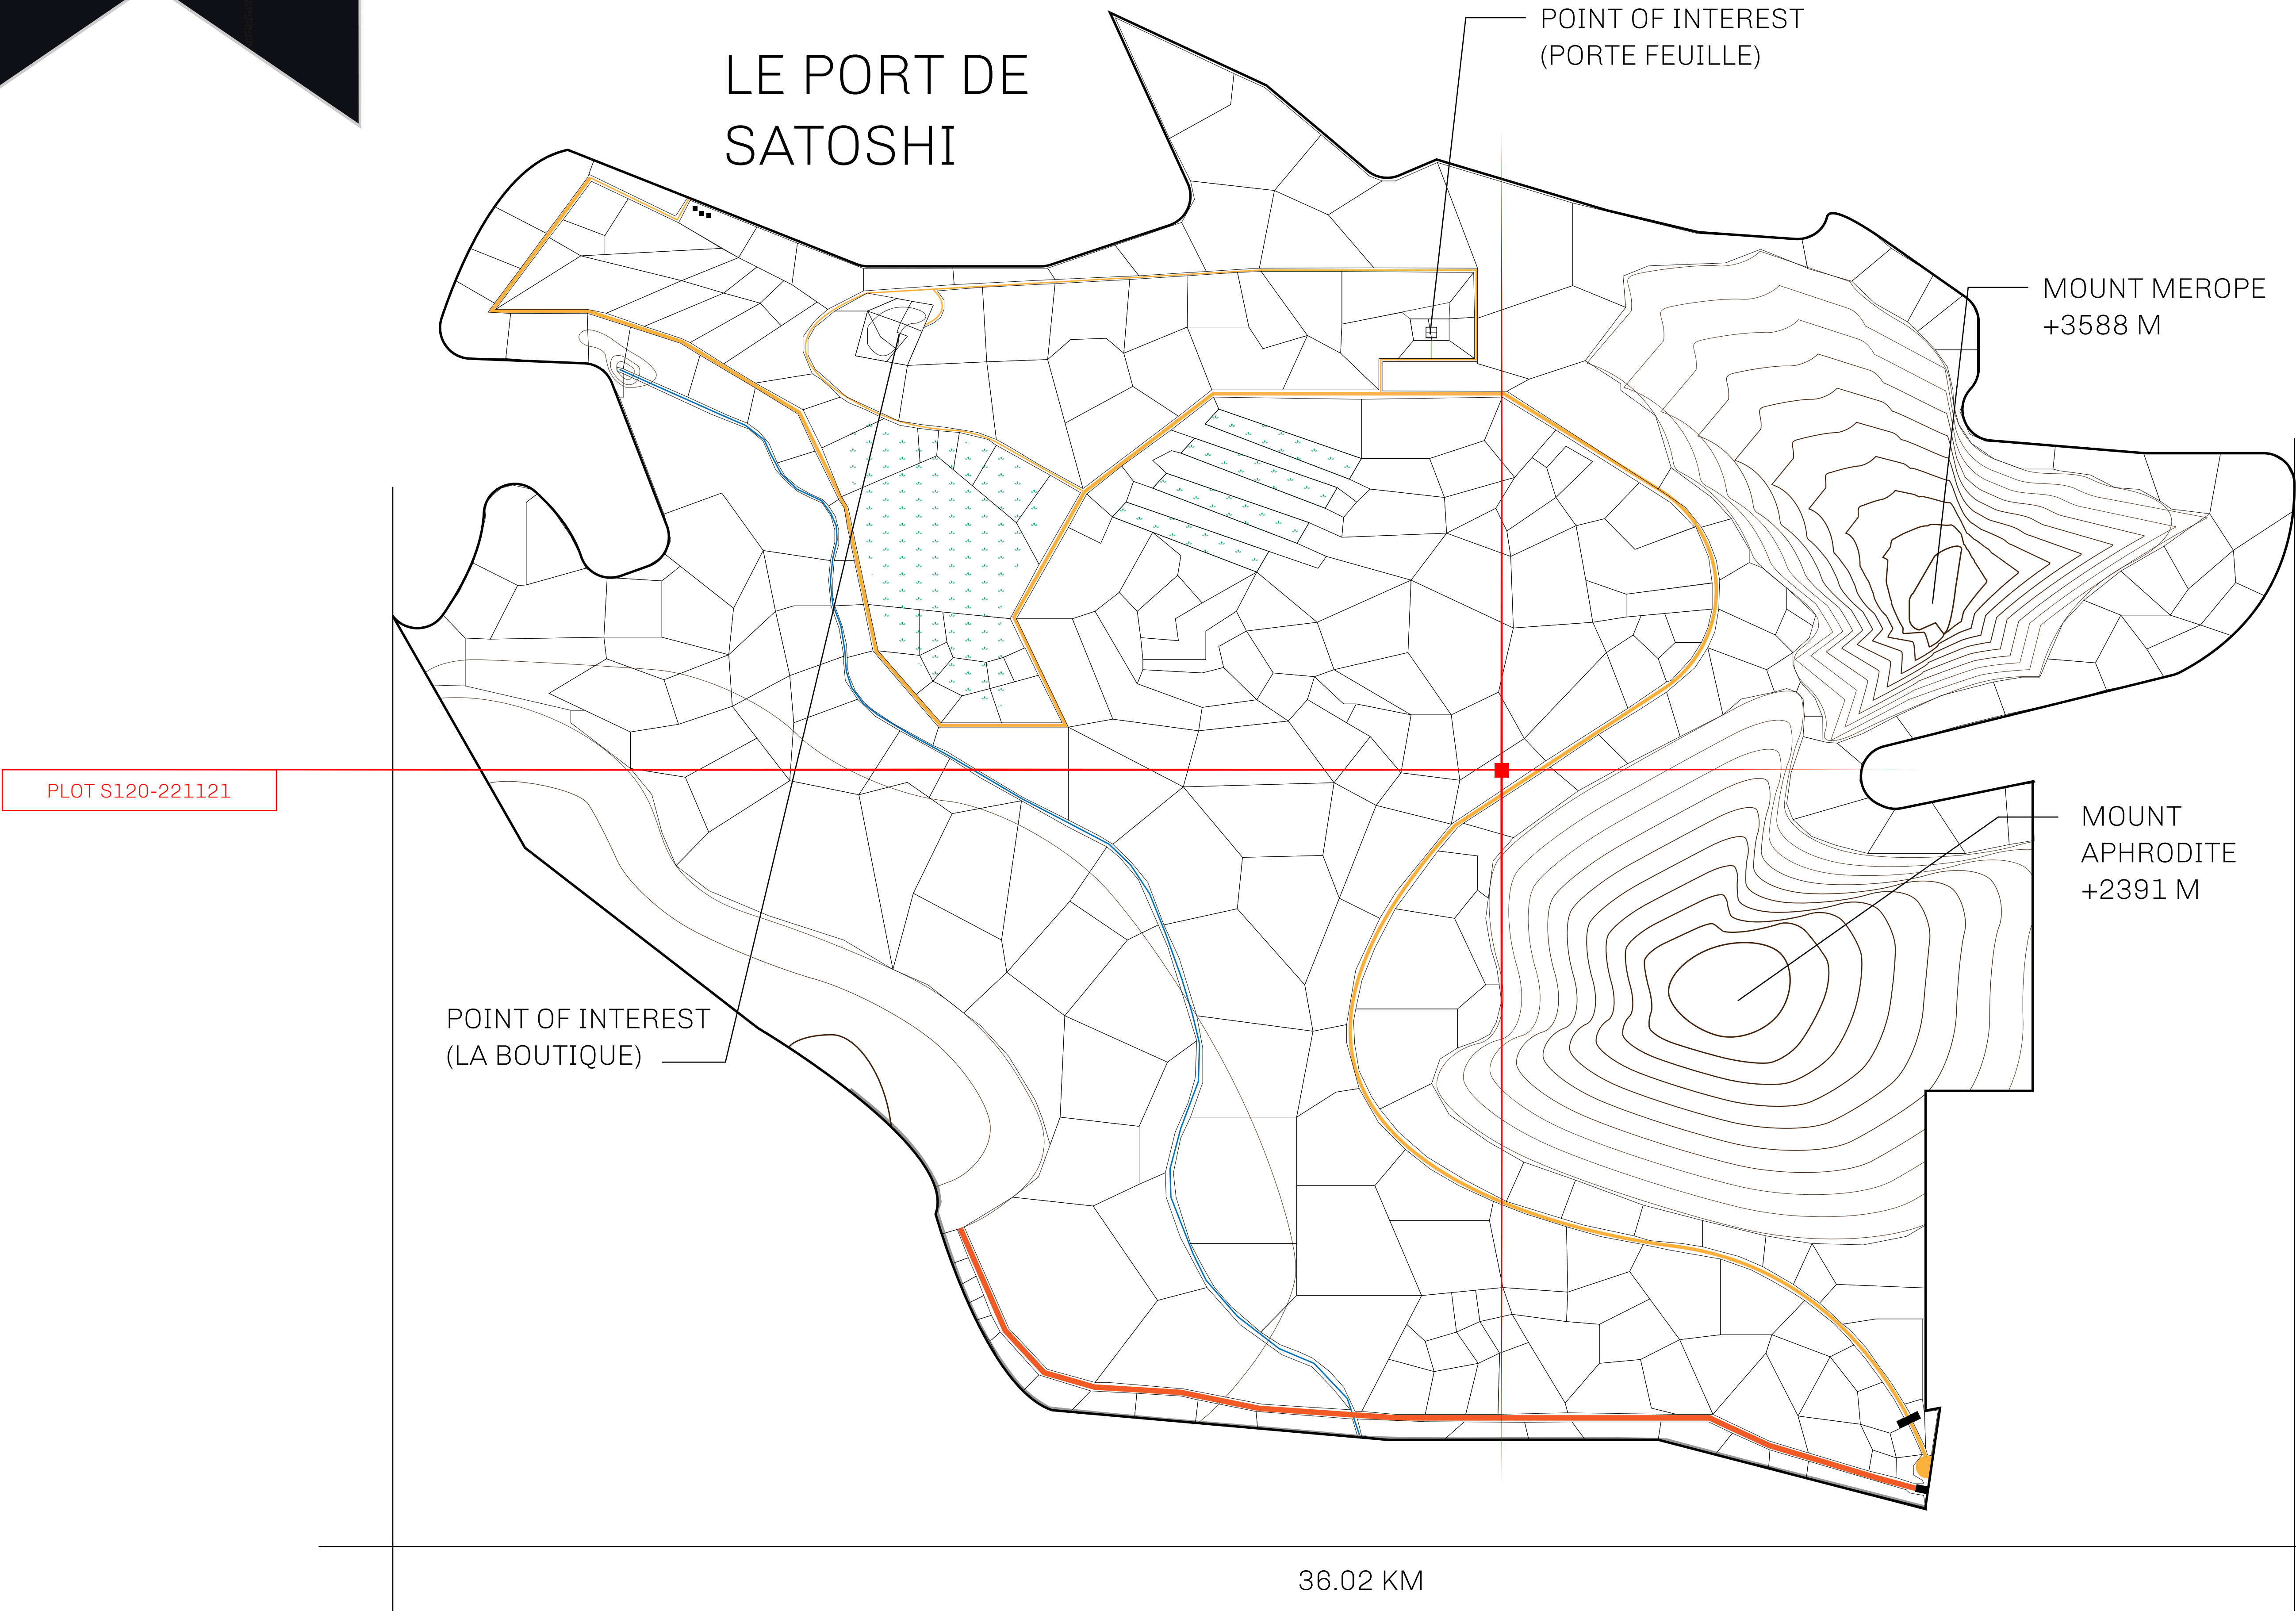 LE PORT DE
SATOSHI
POINT OF INTEREST
(PORTE FEUILLE)
MOUNT MEROPE
+3588 M
PLOT S120-221121
MOUNT
APHRODITE
+2391 M
POINT OF INTEREST
(LA BOUTIQUE)
36.02 KM